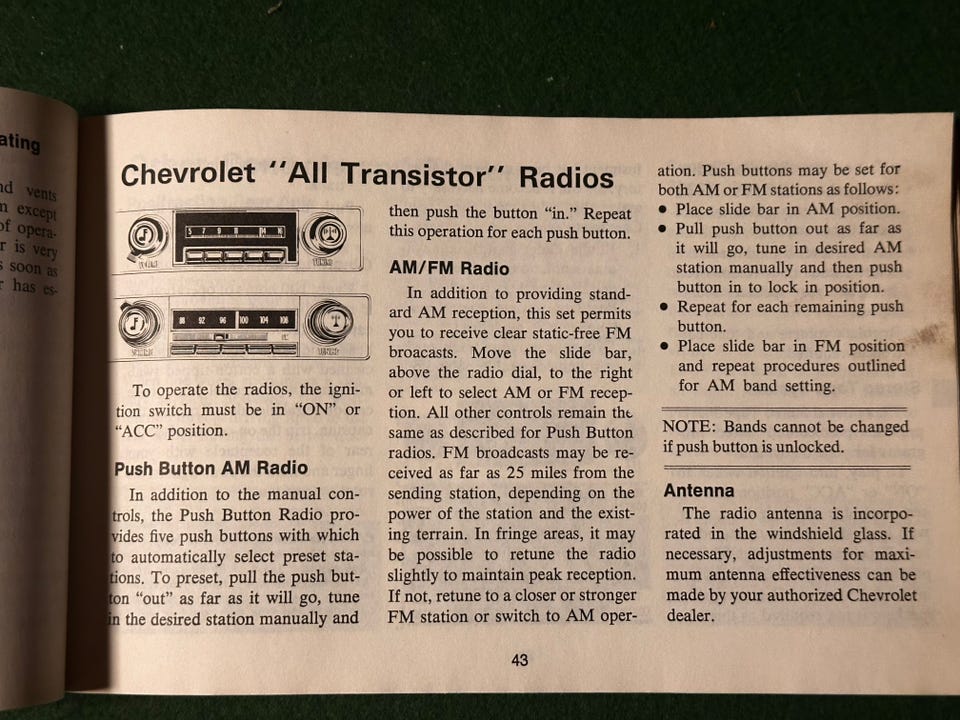 ating
nd vents
n except
of opera-
r is very
s soon as
r has es-
Chevrolet "All Transistor" Radios
5 7 9 11 14 N
88 92 96 100 104 108
To operate the radios, the igni-
tion switch must be in “ON” or
“ACC” position.
Push Button AM Radio
In addition to the manual con-
trols, the Push Button Radio pro-
vides five push buttons with which
to automatically select preset sta-
tions. To preset, pull the push but-
ton “out” as far as it will go, tune
in the desired station manually and
then push the button “in.” Repeat
this operation for each push button.
AM/FM Radio
In addition to providing stand-
ard AM reception, this set permits
you to receive clear static-free FM
broacasts. Move the slide bar,
above the radio dial, to the right
or left to select AM or FM recep-
tion. All other controls remain the
same as described for Push Button
radios. FM broadcasts may be re-
ceived as far as 25 miles from the
sending station, depending on the
power of the station and the exist-
ing terrain. In fringe areas, it may
be possible to retune the radio
slightly to maintain peak reception.
If not, retune to a closer or stronger
FM station or switch to AM oper-
ation. Push buttons may be set for
both AM or FM stations as follows:
● Place slide bar in AM position.
● Pull push button out as far as
it will go, tune in desired AM
station manually and then push
button in to lock in position.
● Repeat for each remaining push
button.
● Place slide bar in FM position
and repeat procedures outlined
for AM band setting.
NOTE: Bands cannot be changed
if push button is unlocked.
Antenna
The radio antenna is incorpo-
rated in the windshield glass. If
necessary, adjustments for maxi-
mum antenna effectiveness can be
made by your authorized Chevrolet
dealer.
43